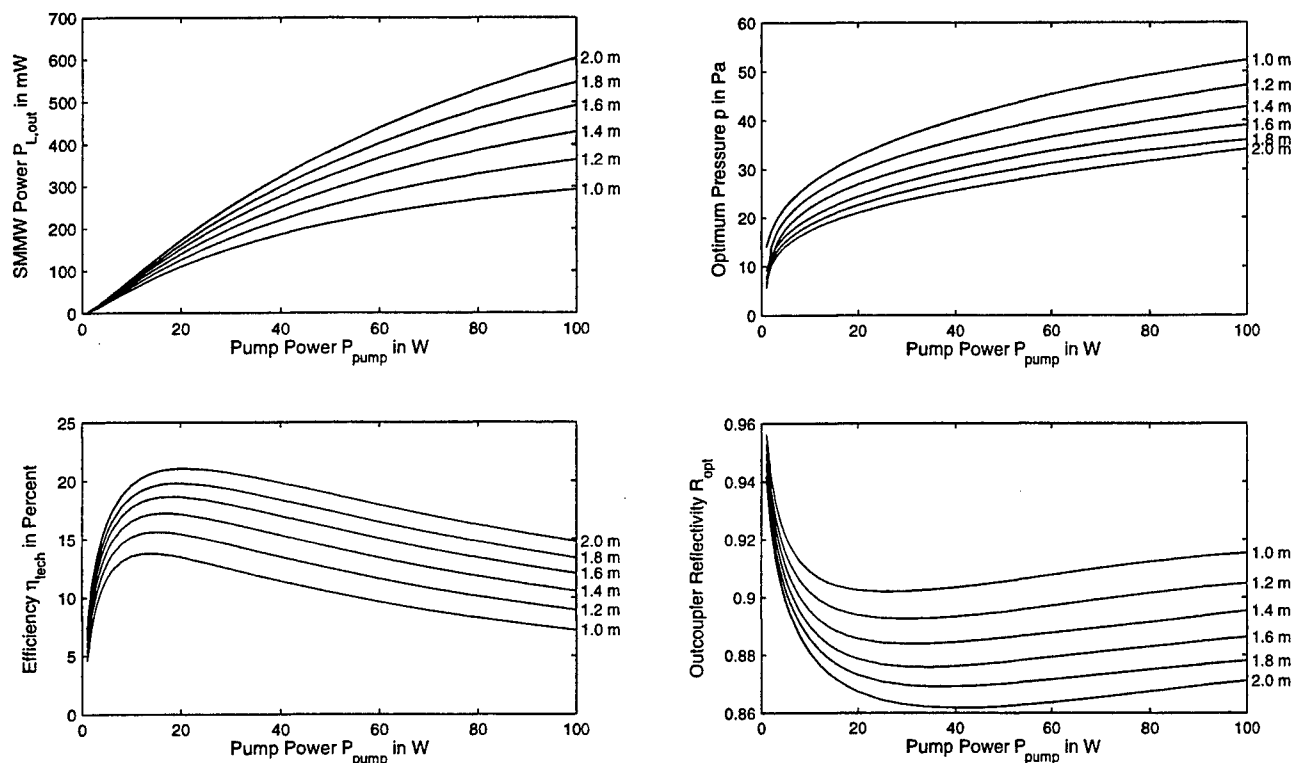 SMMW Power P_L,out in mW
700
600
500
400
300
200
100
0
0 20 40 60 80 100
Pump Power P_pump in W
2.0 m
1.8 m
1.6 m
1.4 m
1.2 m
1.0 m
Optimum Pressure p in Pa
60
50
40
30
20
10
0
0 20 40 60 80 100
Pump Power P_pump in W
1.0 m
1.2 m
1.4 m
1.6 m
1.8 m
2.0 m
Efficiency η_tech in Percent
25
20
15
10
5
0
0 20 40 60 80 100
Pump Power P_pump in W
2.0 m
1.8 m
1.6 m
1.4 m
1.2 m
1.0 m
Outcoupler Reflectivity R_opt
0.96
0.94
0.92
0.9
0.88
0.86
0 20 40 60 80 100
Pump Power P_pump in W
1.0 m
1.2 m
1.4 m
1.6 m
1.8 m
2.0 m